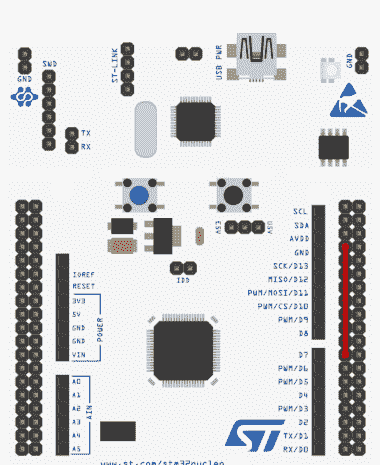 SWD
ST-LINK
USB PWR
GND
GND
TX
RX
3V3
5V
IDD
SCL
SDA
AVDD
GND
SCK/D13
MISO/D12
PWM/MOSI/D11
PWM/CS/D10
PWM/D9
D8
IOREF
RESET
3V3
5V
GND
GND
VIN
POWER
D7
PWM/D6
PWM/D5
D4
PWM/D3
D2
TX/D1
RX/D0
A0
A1
A2
A3
A4
A5
AIN
ST
www.st.com/stm32nucleo